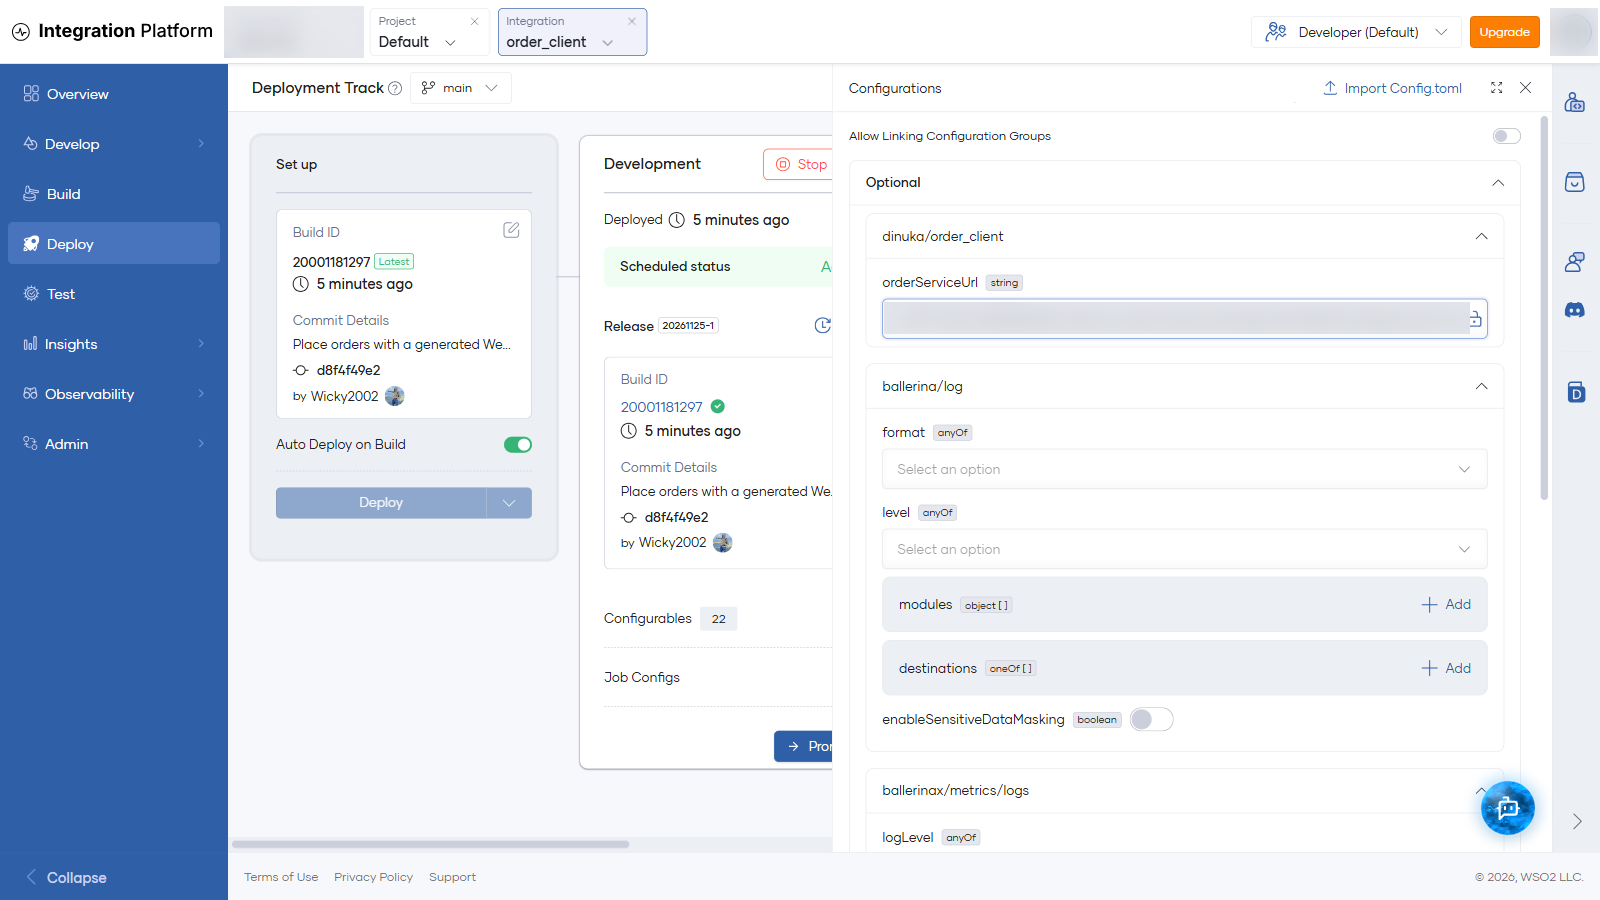 Integration Platform
Project
Default
Integration
order_client
Developer (Default)
Upgrade
Overview
Develop
Build
Deploy
Test
Insights
Observability
Admin
Collapse
Deployment Track
main
Set up
Build ID
20001181297 Latest
5 minutes ago
Commit Details
Place orders with a generated We...
d8f4f49e2
by Wicky2002
Auto Deploy on Build
Deploy
Development
Stop
Deployed 5 minutes ago
Scheduled status
Release 20261125-1
Build ID
20001181297
5 minutes ago
Commit Details
Place orders with a generated We
d8f4f49e2
by Wicky2002
Configurables 22
Job Configs
Configurations
Import Config.toml
Allow Linking Configuration Groups
Optional
dinuka/order_client
orderServiceUrl string
ballerina/log
format anyOf
Select an option
level anyOf
Select an option
modules object[]
Add
destinations oneOf[]
Add
enableSensitiveDataMasking boolean
ballerinax/metrics/logs
logLevel anyOf
Terms of Use
Privacy Policy
Support
© 2026, WSO2 LLC.